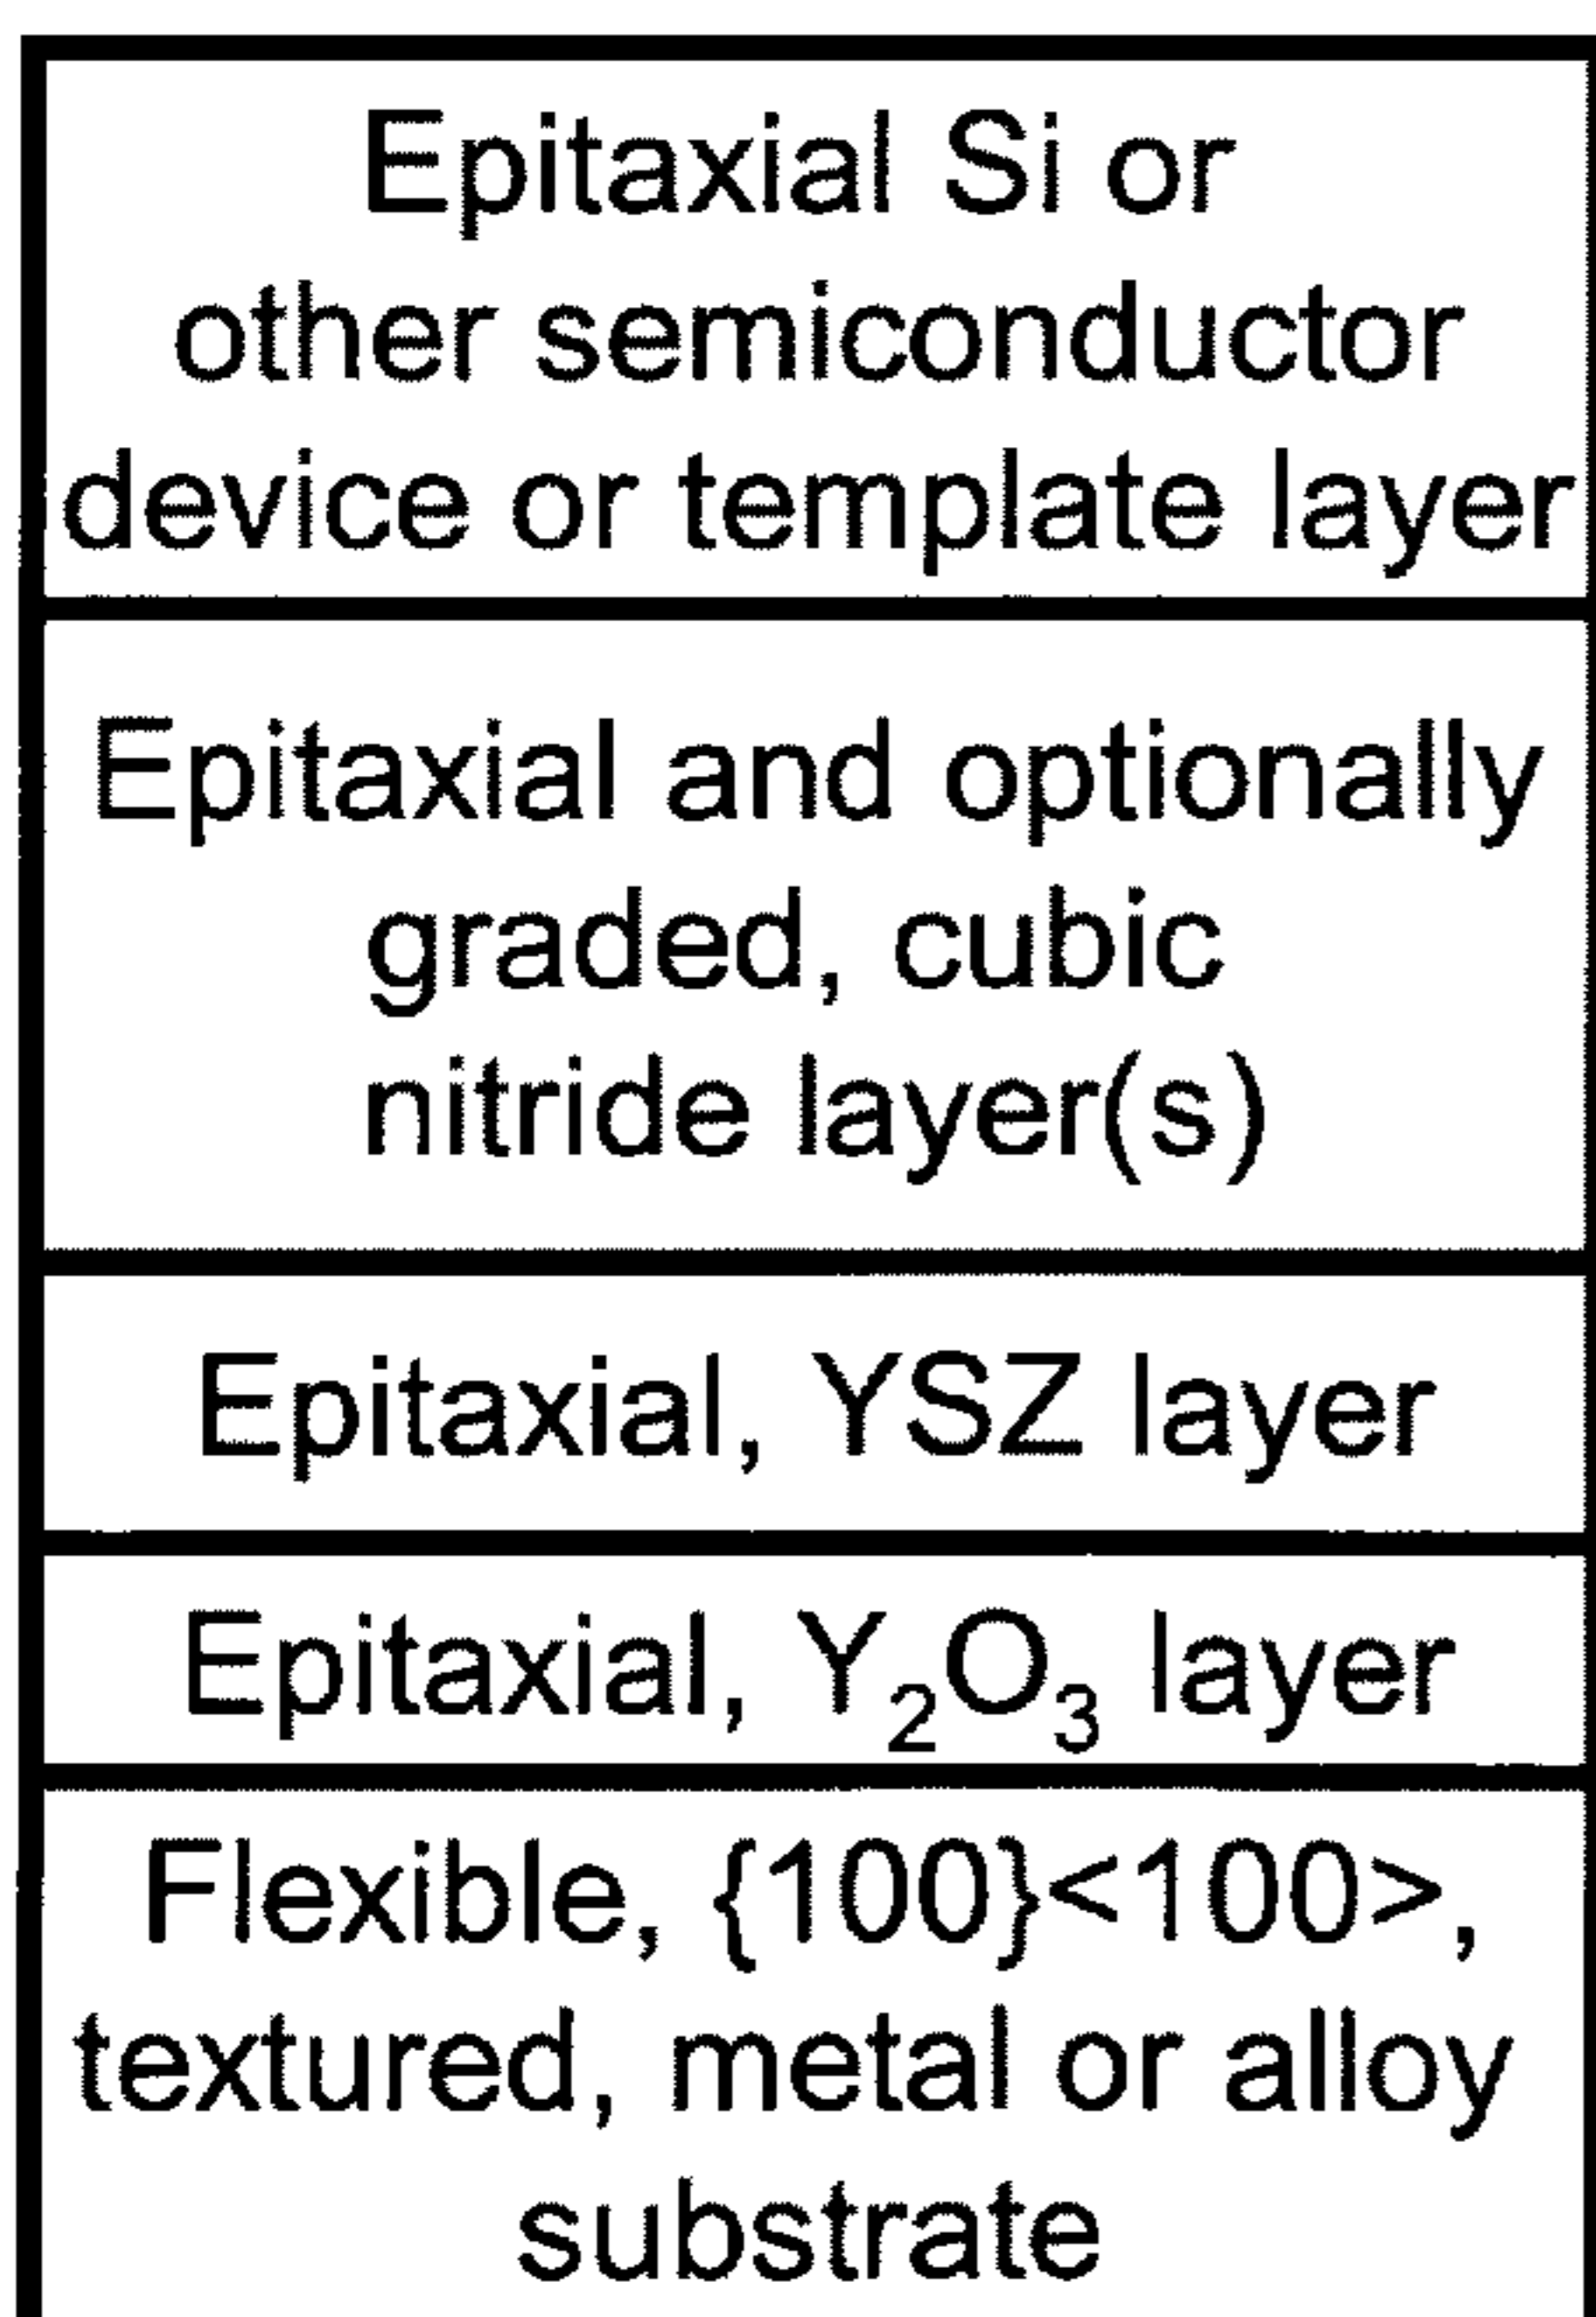 Epitaxial Si or
other semiconductor
device or template layer
Epitaxial and optionally
graded, cubic
nitride layer(s)
Epitaxial, YSZ layer
Epitaxial, Y₂O₃ layer
Flexible, {100}<100>,
textured, metal or alloy
substrate